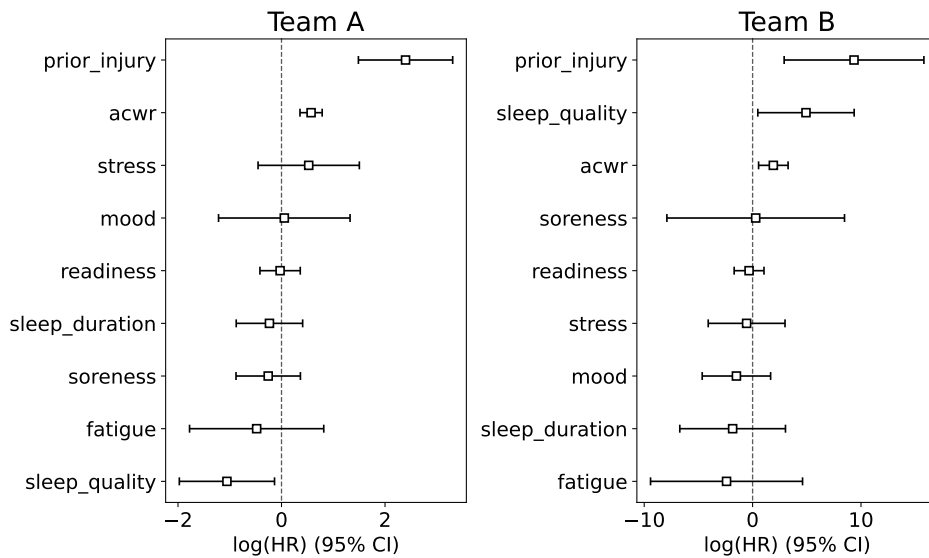 Team A
prior_injury
acwr
stress
mood
readiness
sleep_duration
soreness
fatigue
sleep_quality
−2 0 2
log(HR) (95% CI)
Team B
prior_injury
sleep_quality
acwr
soreness
readiness
stress
mood
sleep_duration
fatigue
−10 0 10
log(HR) (95% CI)